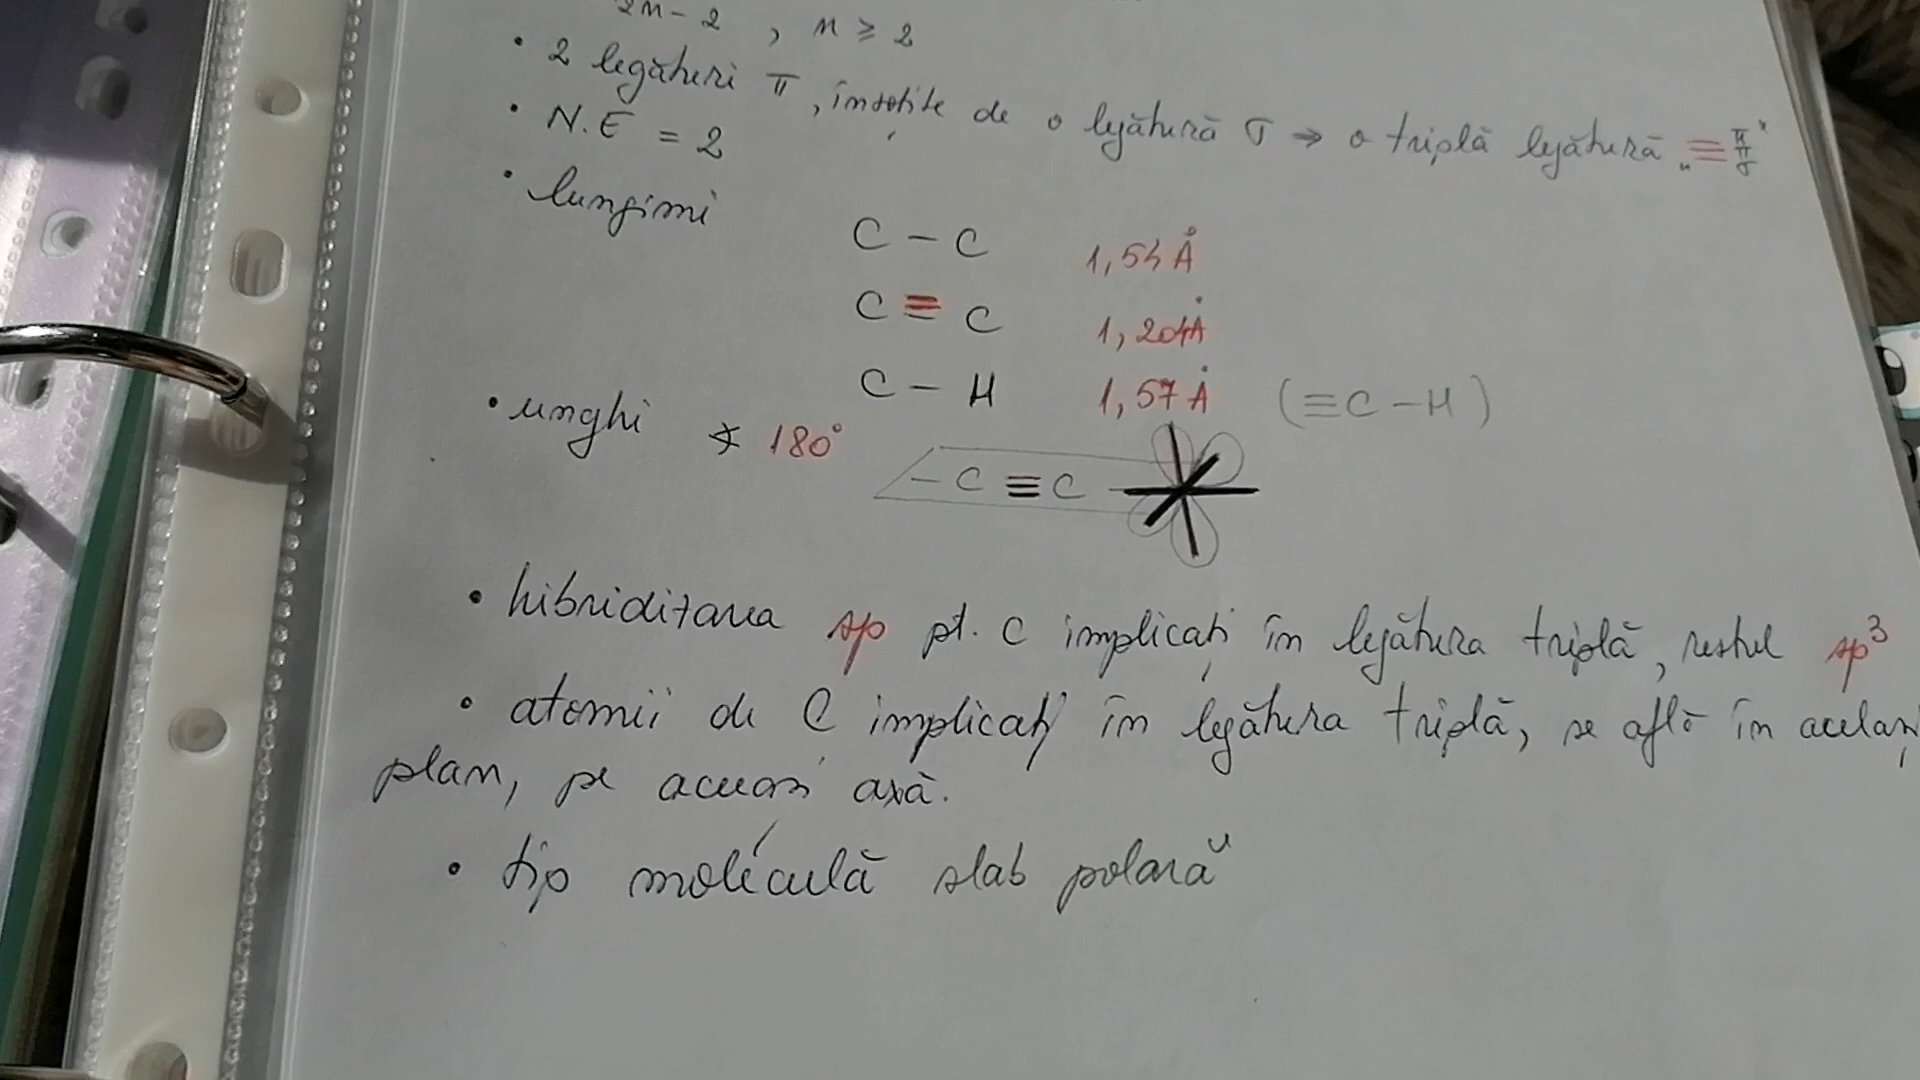 2n-2 , n ≥ 2
• 2 legături π, însoțite de o legătură σ ⇒ o triplă legătură „≡ π π σ"
• N.E = 2
• lungimi
C - C 1,54 Å
C ≡ C 1,204 Å
C - H 1,57 Å (≡C-H)
• unghi ∢ 180°
- C ≡ C -
• hibriditarea sp pt. C implicați în legătura triplă, restul sp³
• atomii de C implicați în legătura triplă, se află în același
plan, pe aceeași axă.
• tip moleculă slab polară